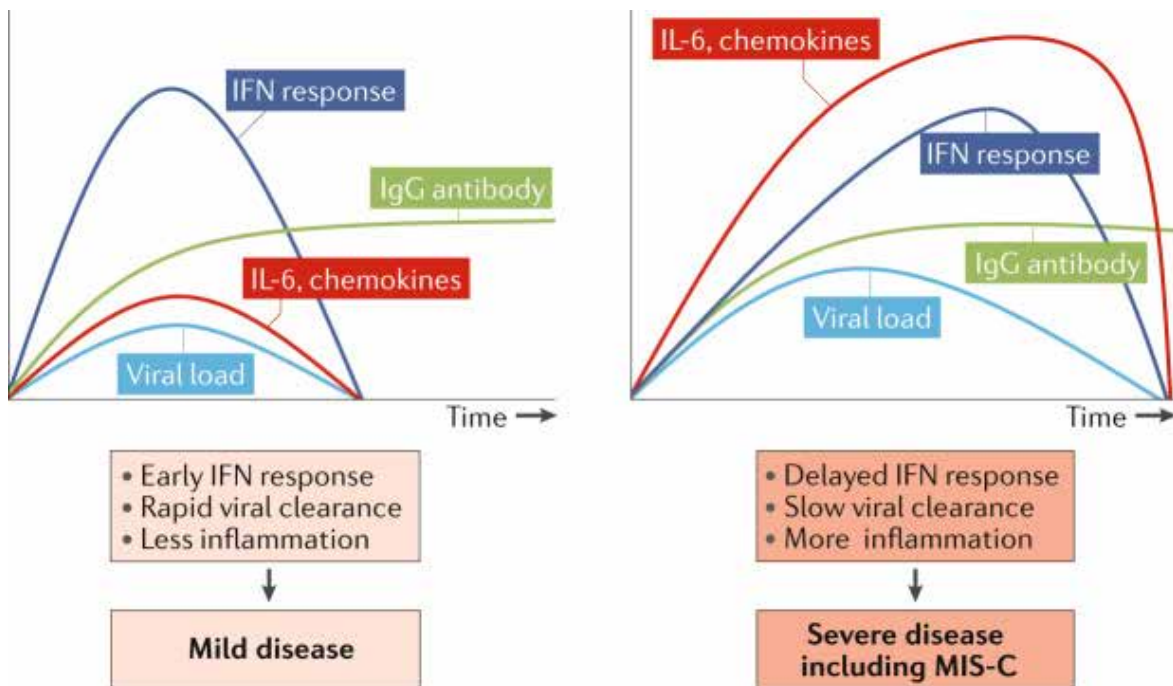 IFN response
IgG antibody
IL-6, chemokines
Viral load
Time
• Early IFN response
• Rapid viral clearance
• Less inflammation
Mild disease
IL-6, chemokines
IFN response
IgG antibody
Viral load
Time
• Delayed IFN response
• Slow viral clearance
• More inflammation
Severe disease
including MIS-C